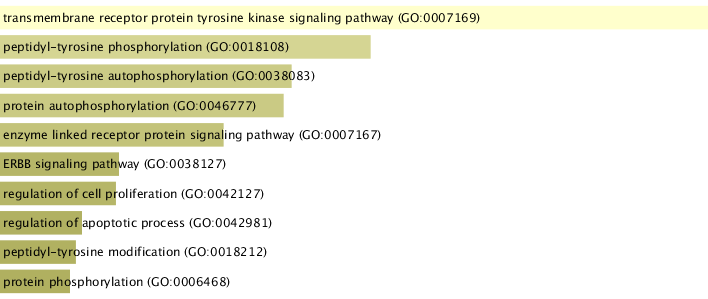 transmembrane receptor protein tyrosine kinase signaling pathway (GO:0007169)
peptidyl-tyrosine phosphorylation (GO:0018108)
peptidyl-tyrosine autophosphorylation (GO:0038083)
protein autophosphorylation (GO:0046777)
enzyme linked receptor protein signaling pathway (GO:0007167)
ERBB signaling pathway (GO:0038127)
regulation of cell proliferation (GO:0042127)
regulation of apoptotic process (GO:0042981)
peptidyl-tyrosine modification (GO:0018212)
protein phosphorylation (GO:0006468)